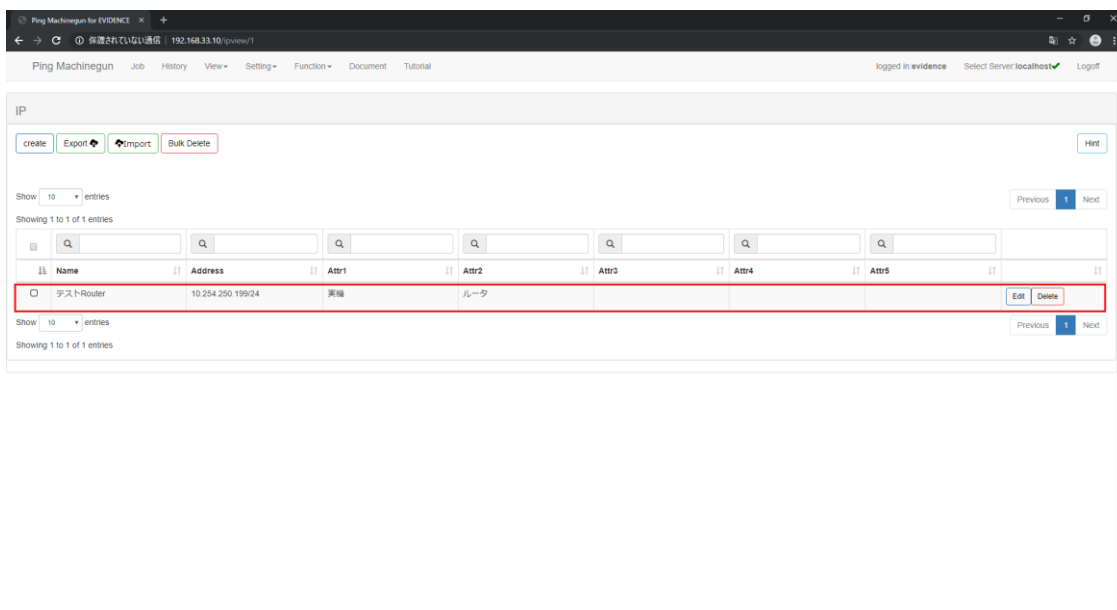 Ping Machinegun for EVIDENCE
保護されていない通信 | 192.168.33.10/ipview/1
Ping Machinegun Job History View Setting Function Document Tutorial logged in:evidence Select Server:localhost Logoff
IP
create Export Import Bulk Delete Hint
Show 10 entries Previous 1 Next
Showing 1 to 1 of 1 entries
Name Address Attr1 Attr2 Attr3 Attr4 Attr5
テストRouter 10.254.250.199/24 実機 ルータ Edit Delete
Show 10 entries Previous 1 Next
Showing 1 to 1 of 1 entries